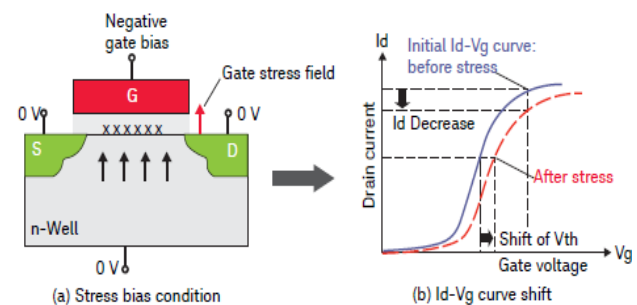 Negative
gate bias
G
Gate stress field
0 V
0 V
xxxxxx
S
D
n-Well
0 V
(a) Stress bias condition
Id
Initial Id-Vg curve:
before stress
Id Decrease
Drain current
After stress
Shift of Vth
Vg
Gate voltage
(b) Id-Vg curve shift